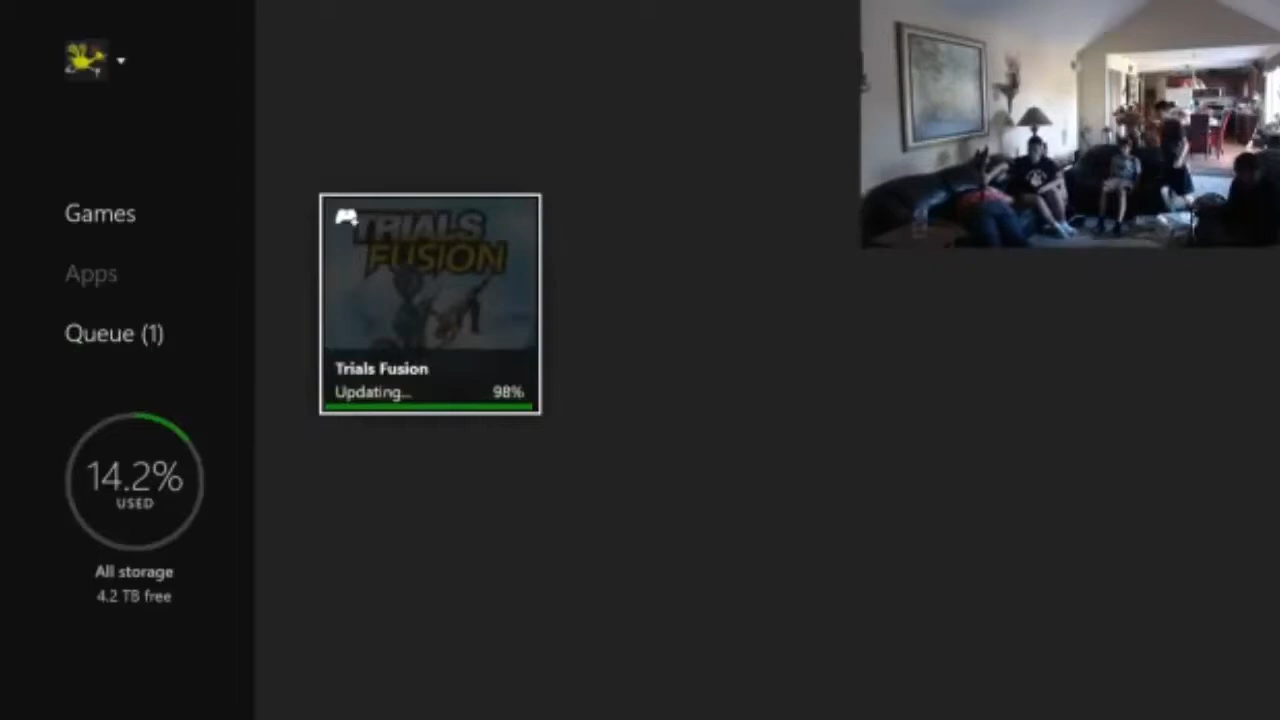 Games
Apps
Queue (1)
14.2%
USED
All storage
4.2 TB free
TRIALS
FUSION
Trials Fusion
Updating...
98%